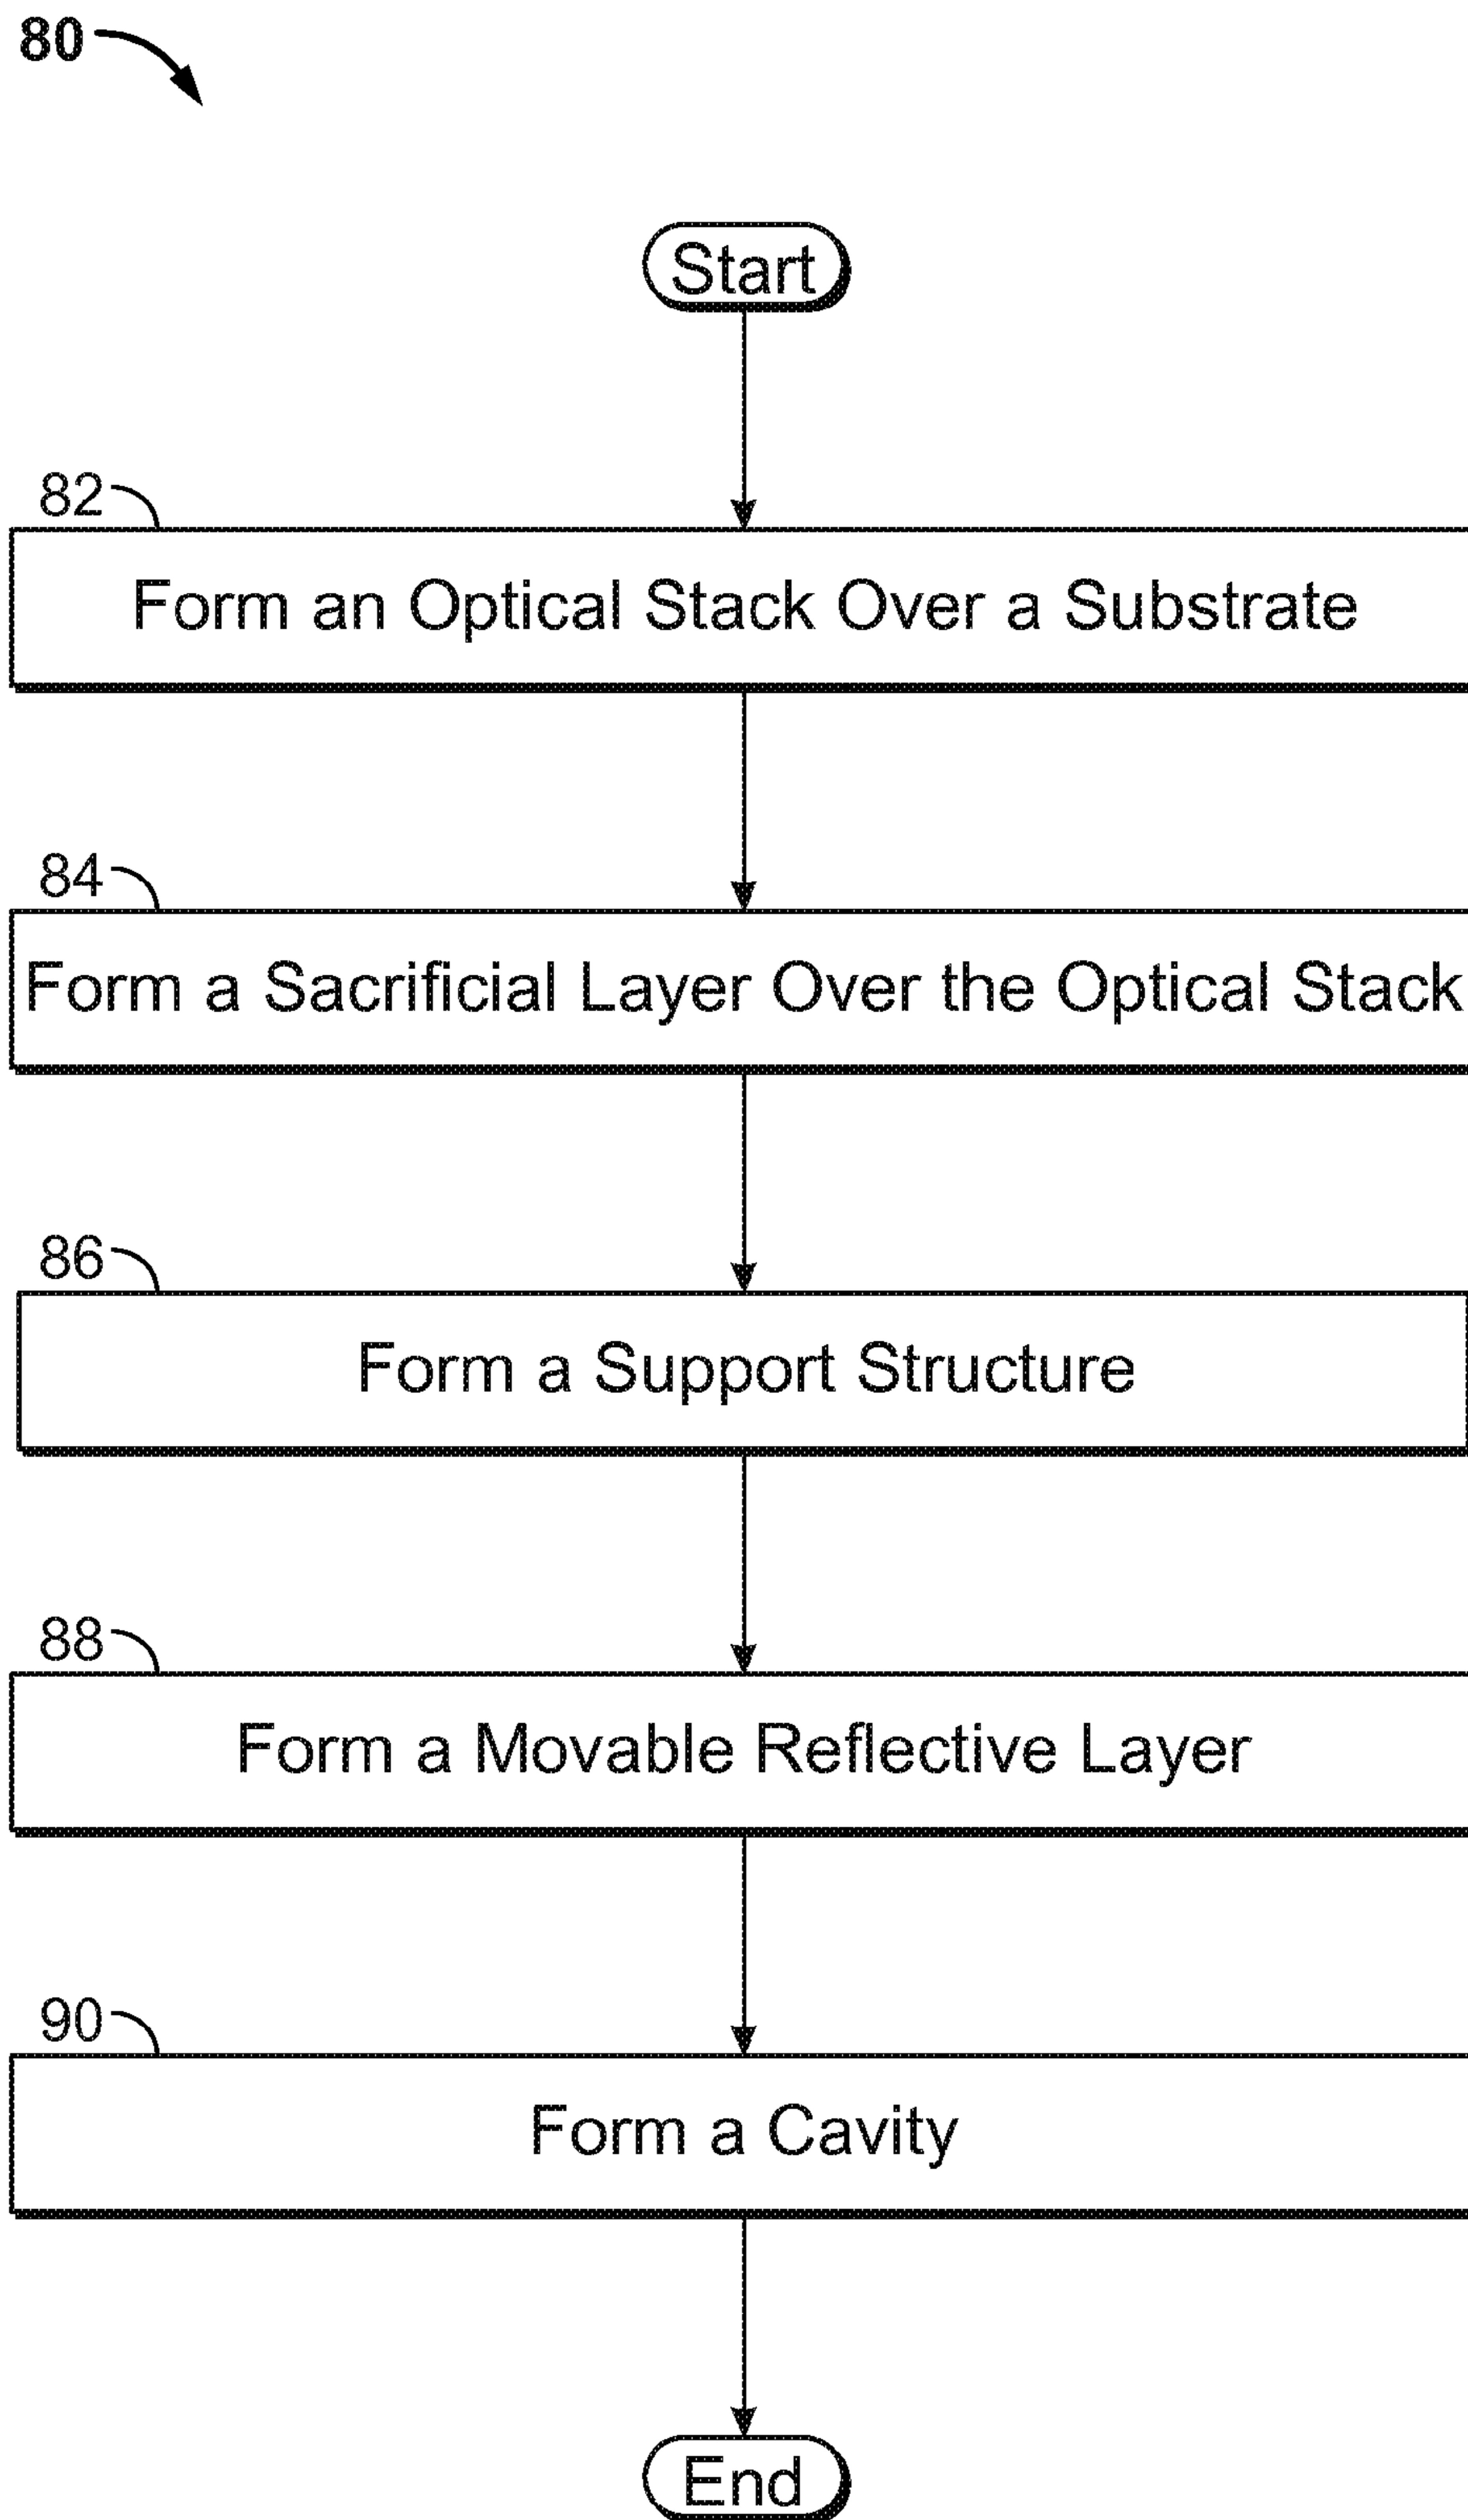 80
Start
82
Form an Optical Stack Over a Substrate
84
Form a Sacrificial Layer Over the Optical Stack
86
Form a Support Structure
88
Form a Movable Reflective Layer
90
Form a Cavity
End